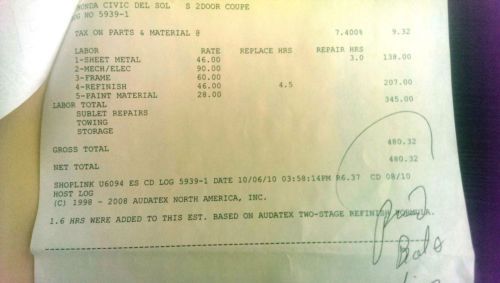 HONDA CIVIC DEL SOL S 2DOOR COUPE
LOG NO 5939-1
TAX ON PARTS & MATERIAL @ 7.400% 9.32
LABOR RATE REPLACE HRS REPAIR HRS
1-SHEET METAL 46.00 3.0 138.00
2-MECH/ELEC 90.00
3-FRAME 60.00
4-REFINISH 46.00 4.5 207.00
5-PAINT MATERIAL 28.00
LABOR TOTAL 345.00
SUBLET REPAIRS
TOWING
STORAGE
GROSS TOTAL 480.32
NET TOTAL 480.32
SHOPLINK U6094 ES CD LOG 5939-1 DATE 10/06/10 03:58:14PM R6.37 CD 08/10
HOST LOG
(C) 1998 - 2008 AUDATEX NORTH AMERICA, INC.
1.6 HRS WERE ADDED TO THIS EST. BASED ON AUDATEX TWO-STAGE REFINISH FORMULA.